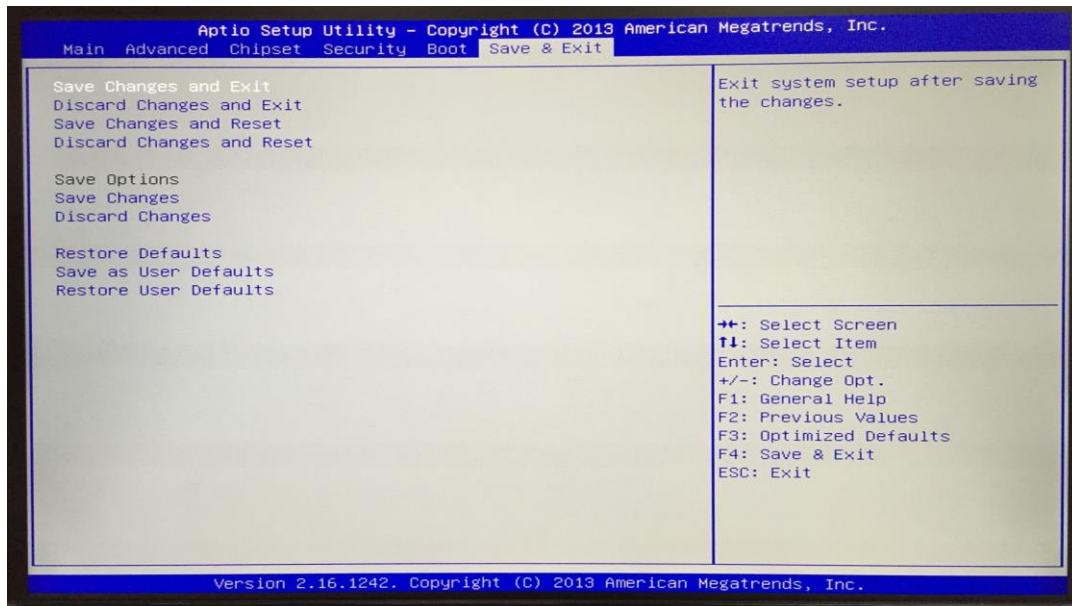 Aptio Setup Utility – Copyright (C) 2013 American Megatrends, Inc.
Main Advanced Chipset Security Boot Save & Exit
Save Changes and Exit
Discard Changes and Exit
Save Changes and Reset
Discard Changes and Reset
Save Options
Save Changes
Discard Changes
Restore Defaults
Save as User Defaults
Restore User Defaults
Exit system setup after saving
the changes.
→←: Select Screen
↑↓: Select Item
Enter: Select
+/-: Change Opt.
F1: General Help
F2: Previous Values
F3: Optimized Defaults
F4: Save & Exit
ESC: Exit
Version 2.16.1242. Copyright (C) 2013 American Megatrends, Inc.